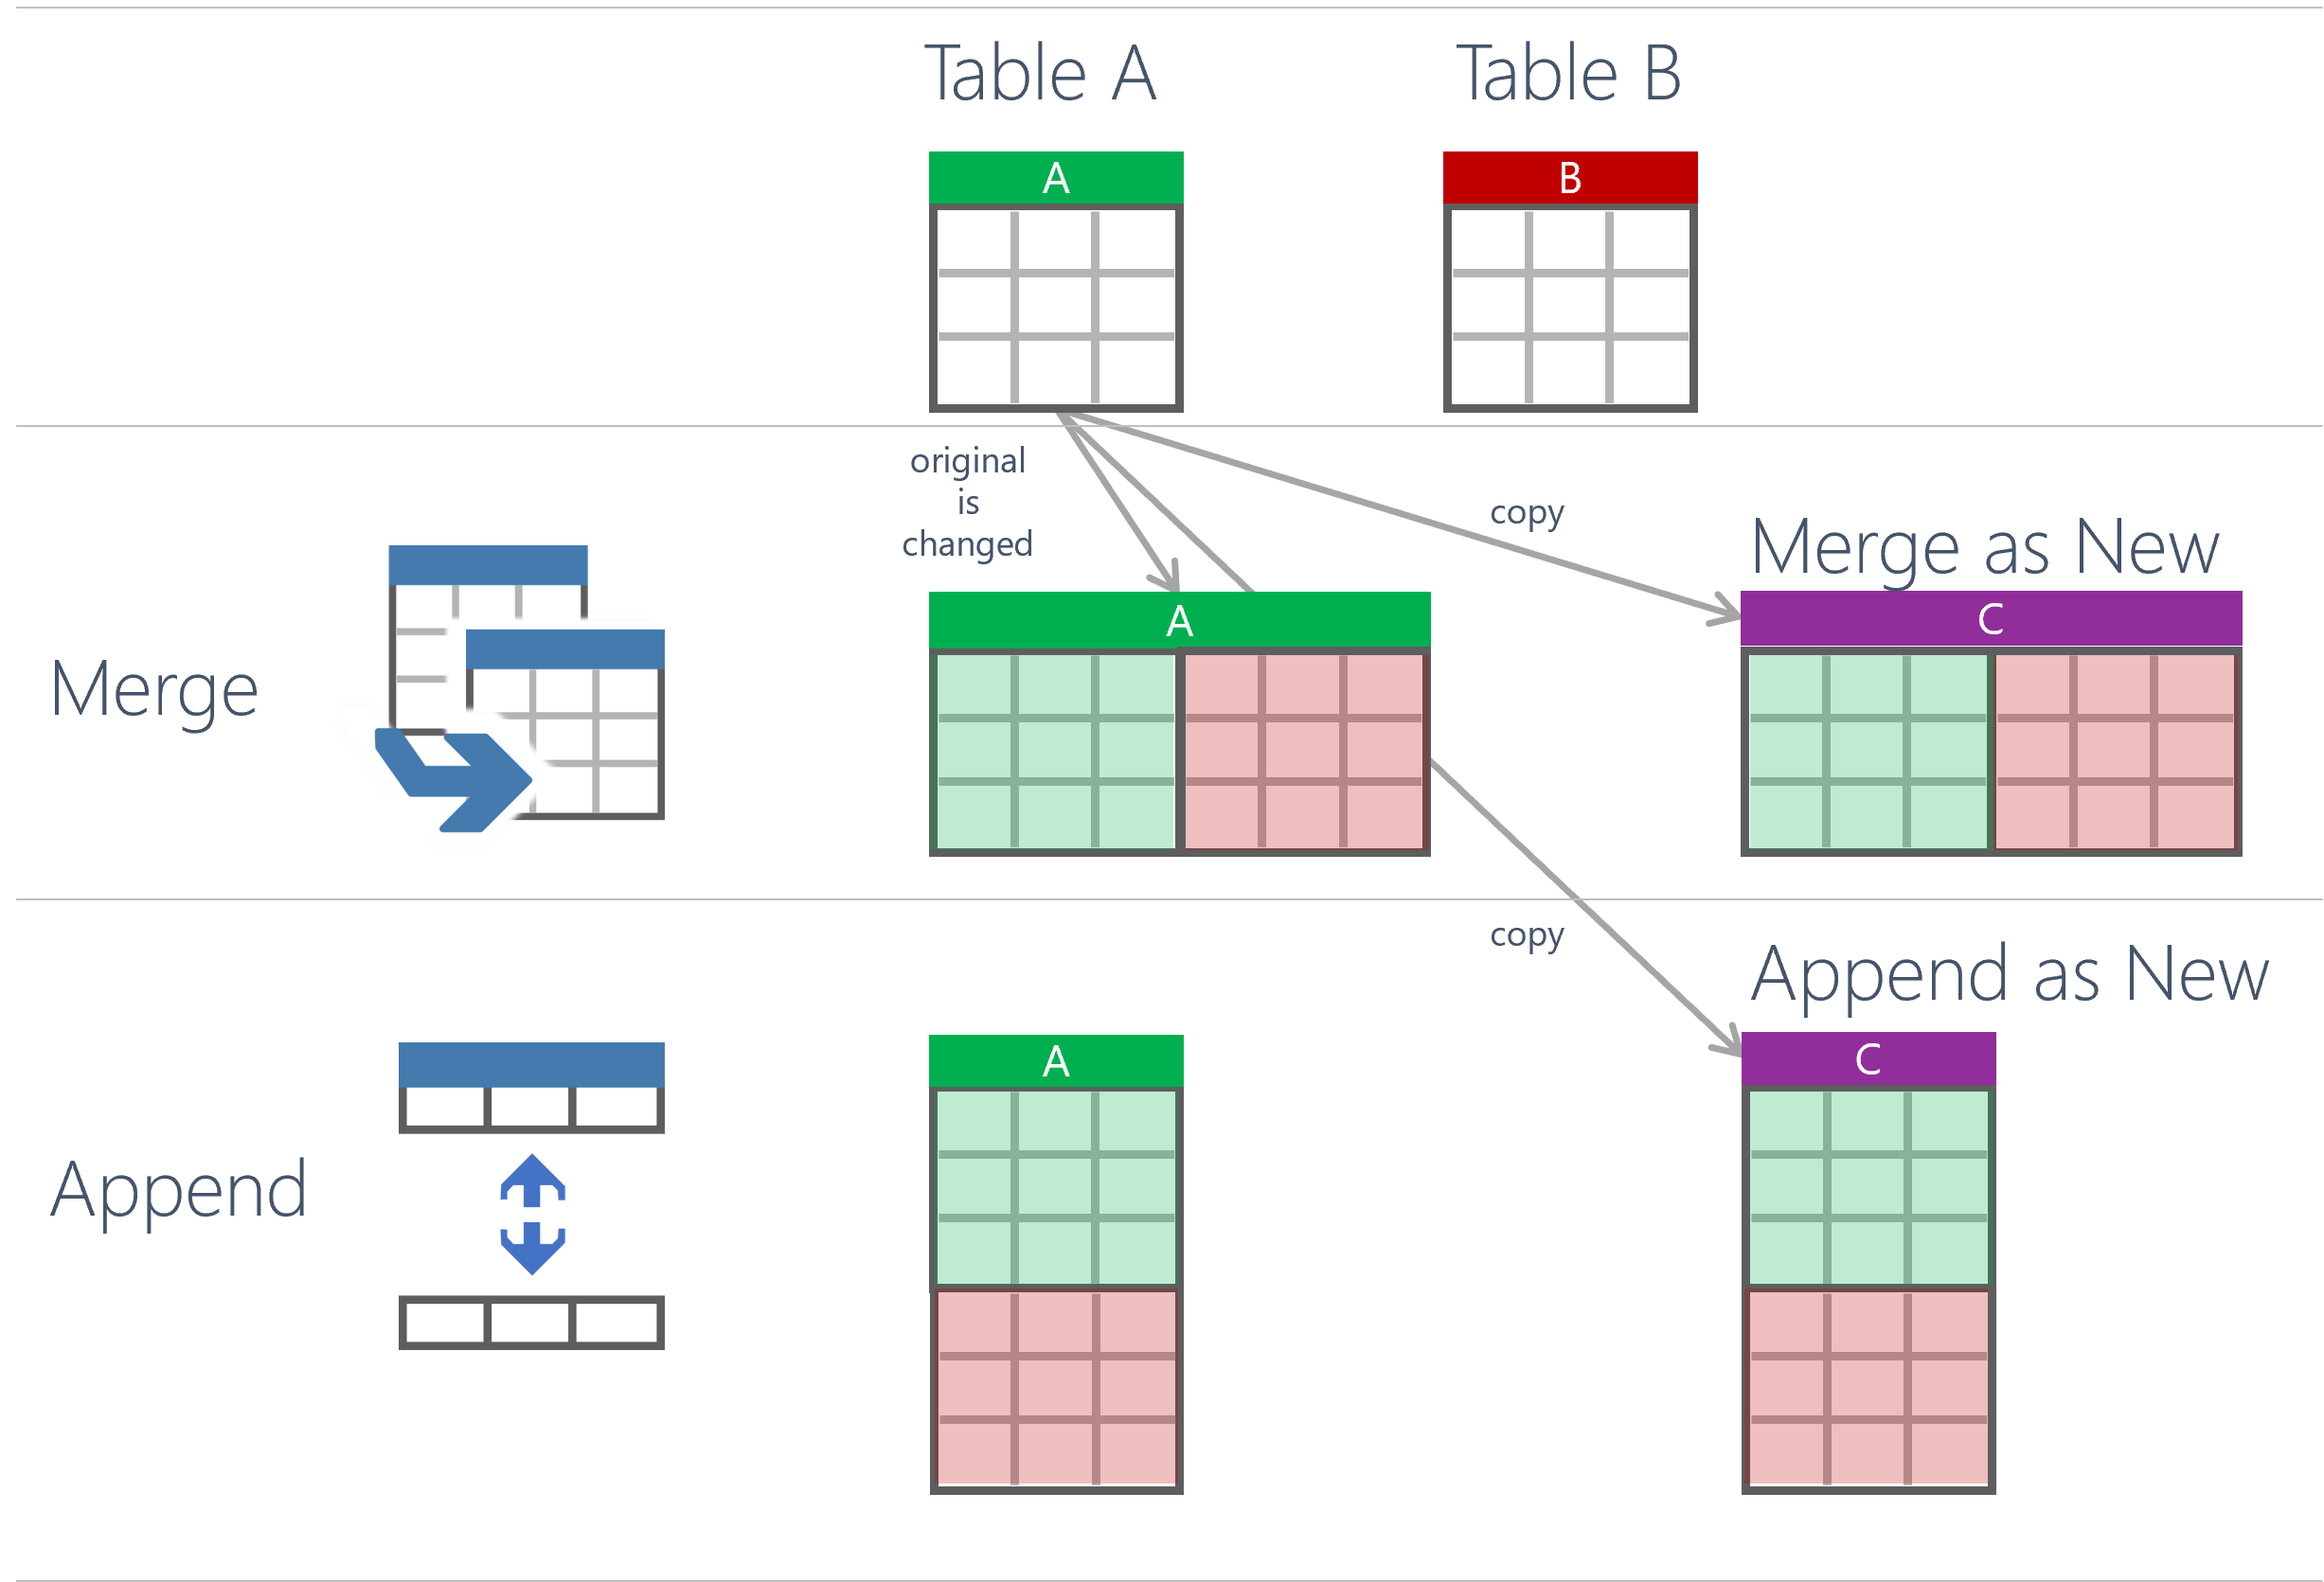 Table A
Table B
A
B
original
is
changed
copy
Merge as New
A
C
Merge
copy
Append as New
A
C
Append